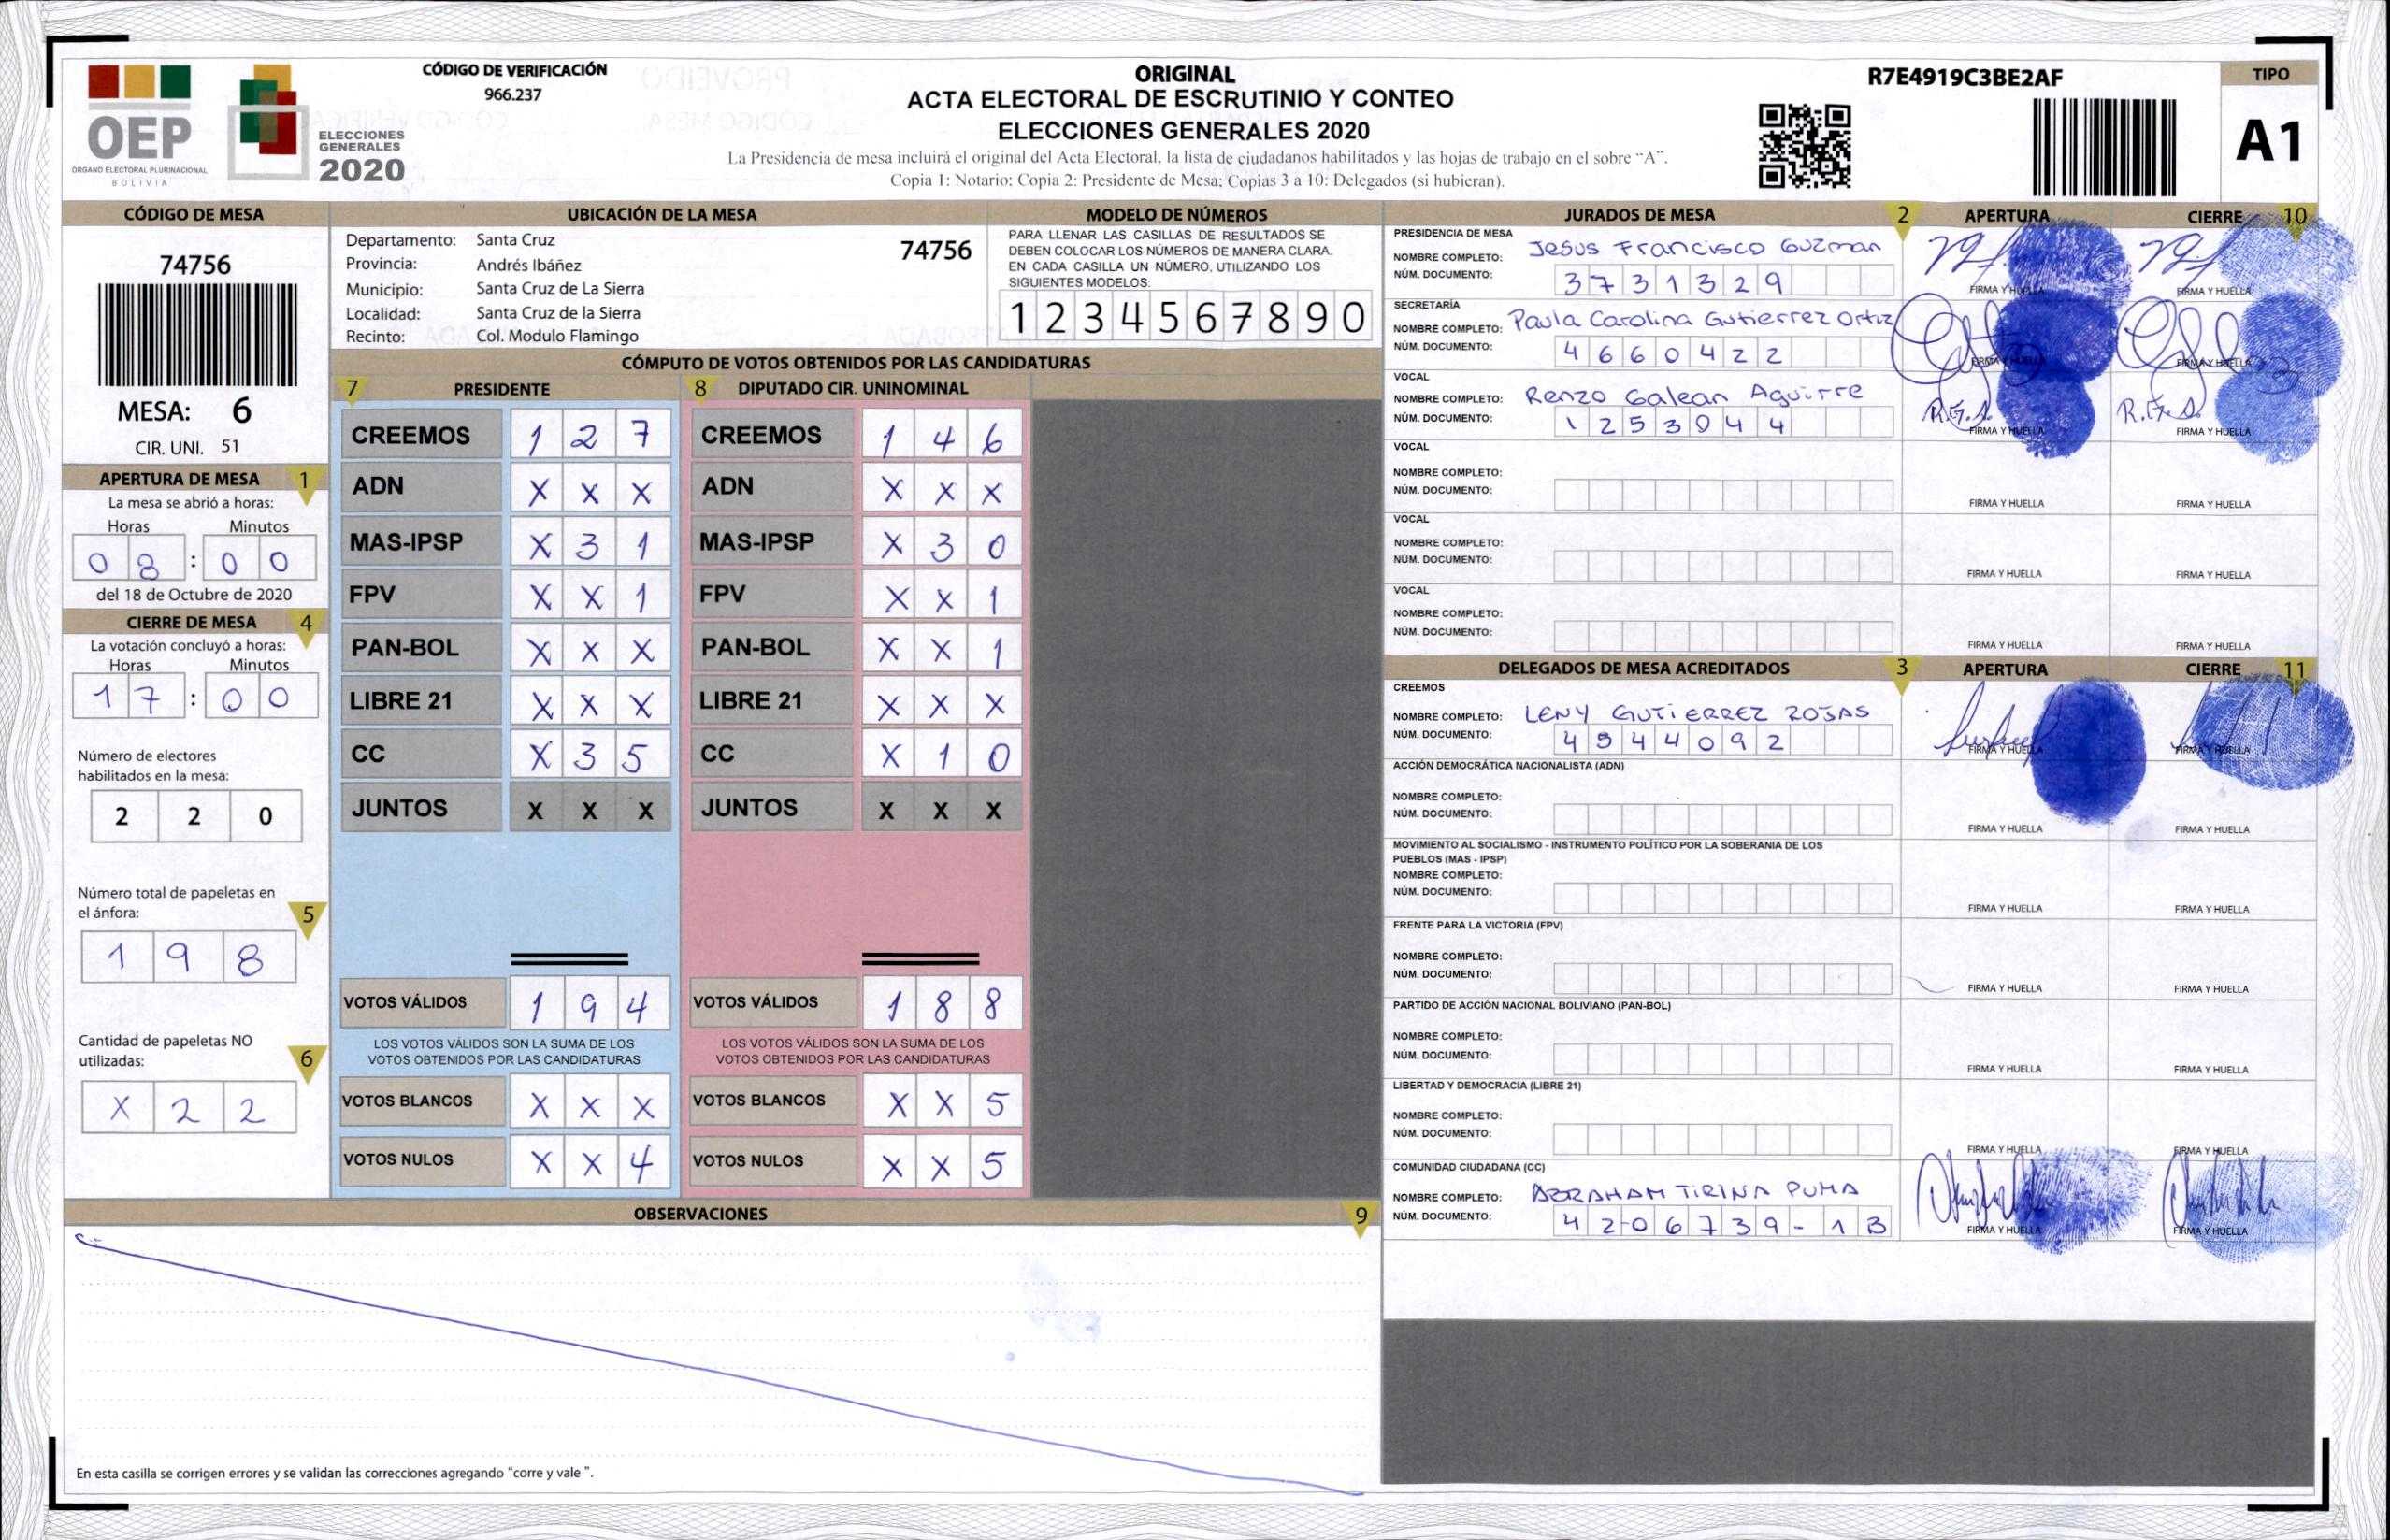 OEP
ÓRGANO ELECTORAL PLURINACIONAL
BOLIVIA
ELECCIONES
GENERALES
2020
CÓDIGO DE VERIFICACIÓN
966.237
ORIGINAL
ACTA ELECTORAL DE ESCRUTINIO Y CONTEO
ELECCIONES GENERALES 2020
La Presidencia de mesa incluirá el original del Acta Electoral, la lista de ciudadanos habilitados y las hojas de trabajo en el sobre "A".
Copia 1: Notario; Copia 2: Presidente de Mesa; Copias 3 a 10: Delegados (si hubieran).
R7E4919C3BE2AF
TIPO
A1
CÓDIGO DE MESA
74756
MESA: 6
CIR. UNI. 51
APERTURA DE MESA 1
La mesa se abrió a horas:
Horas Minutos
0 8 : 0 0
del 18 de Octubre de 2020
CIERRE DE MESA 4
La votación concluyó a horas:
Horas Minutos
1 7 : 0 0
Número de electores
habilitados en la mesa:
2 2 0
Número total de papeletas en
el ánfora: 5
1 9 8
Cantidad de papeletas NO
utilizadas: 6
X 2 2
UBICACIÓN DE LA MESA
Departamento: Santa Cruz 74756
Provincia: Andrés Ibáñez
Municipio: Santa Cruz de La Sierra
Localidad: Santa Cruz de la Sierra
Recinto: Col. Modulo Flamingo
MODELO DE NÚMEROS
PARA LLENAR LAS CASILLAS DE RESULTADOS SE
DEBEN COLOCAR LOS NÚMEROS DE MANERA CLARA.
EN CADA CASILLA UN NÚMERO, UTILIZANDO LOS
SIGUIENTES MODELOS:
1 2 3 4 5 6 7 8 9 0
CÓMPUTO DE VOTOS OBTENIDOS POR LAS CANDIDATURAS
7 PRESIDENTE
CREEMOS 1 2 7
ADN X X X
MAS-IPSP X 3 1
FPV X X 1
PAN-BOL X X X
LIBRE 21 X X X
CC X 3 5
JUNTOS X X X
VOTOS VÁLIDOS 1 9 4
LOS VOTOS VÁLIDOS SON LA SUMA DE LOS
VOTOS OBTENIDOS POR LAS CANDIDATURAS
VOTOS BLANCOS X X X
VOTOS NULOS X X 4
8 DIPUTADO CIR. UNINOMINAL
CREEMOS 1 4 6
ADN X X X
MAS-IPSP X 3 0
FPV X X 1
PAN-BOL X X 1
LIBRE 21 X X X
CC X 1 0
JUNTOS X X X
VOTOS VÁLIDOS 1 8 8
LOS VOTOS VÁLIDOS SON LA SUMA DE LOS
VOTOS OBTENIDOS POR LAS CANDIDATURAS
VOTOS BLANCOS X X 5
VOTOS NULOS X X 5
OBSERVACIONES 9
En esta casilla se corrigen errores y se validan las correcciones agregando "corre y vale ".
JURADOS DE MESA 2 APERTURA CIERRE 10
PRESIDENCIA DE MESA
NOMBRE COMPLETO: Jesus Francisco Guzman
NÚM. DOCUMENTO: 3 7 3 1 3 2 9
FIRMA Y HUELLA FIRMA Y HUELLA
SECRETARÍA
NOMBRE COMPLETO: Paula Carolina Gutierrez Ortiz
NÚM. DOCUMENTO: 4 6 6 0 4 2 2
FIRMA Y HUELLA FIRMA Y HUELLA
VOCAL
NOMBRE COMPLETO: Renzo Galean Aguirre
NÚM. DOCUMENTO: 1 2 5 3 0 4 4
R.G.A. R.G.A.
FIRMA Y HUELLA FIRMA Y HUELLA
VOCAL
NOMBRE COMPLETO:
NÚM. DOCUMENTO:
FIRMA Y HUELLA FIRMA Y HUELLA
VOCAL
NOMBRE COMPLETO:
NÚM. DOCUMENTO:
FIRMA Y HUELLA FIRMA Y HUELLA
VOCAL
NOMBRE COMPLETO:
NÚM. DOCUMENTO:
FIRMA Y HUELLA FIRMA Y HUELLA
DELEGADOS DE MESA ACREDITADOS 3 APERTURA CIERRE 11
CREEMOS
NOMBRE COMPLETO: LENY GUTIERREZ ROJAS
NÚM. DOCUMENTO: 4 5 4 4 0 9 2
FIRMA Y HUELLA FIRMA Y HUELLA
ACCIÓN DEMOCRÁTICA NACIONALISTA (ADN)
NOMBRE COMPLETO:
NÚM. DOCUMENTO:
FIRMA Y HUELLA FIRMA Y HUELLA
MOVIMIENTO AL SOCIALISMO - INSTRUMENTO POLÍTICO POR LA SOBERANIA DE LOS
PUEBLOS (MAS - IPSP)
NOMBRE COMPLETO:
NÚM. DOCUMENTO:
FIRMA Y HUELLA FIRMA Y HUELLA
FRENTE PARA LA VICTORIA (FPV)
NOMBRE COMPLETO:
NÚM. DOCUMENTO:
FIRMA Y HUELLA FIRMA Y HUELLA
PARTIDO DE ACCIÓN NACIONAL BOLIVIANO (PAN-BOL)
NOMBRE COMPLETO:
NÚM. DOCUMENTO:
FIRMA Y HUELLA FIRMA Y HUELLA
LIBERTAD Y DEMOCRACIA (LIBRE 21)
NOMBRE COMPLETO:
NÚM. DOCUMENTO:
FIRMA Y HUELLA FIRMA Y HUELLA
COMUNIDAD CIUDADANA (CC)
NOMBRE COMPLETO: ABRAHAM TIRINA PUMA
NÚM. DOCUMENTO: 4 2 0 6 7 3 9 - 1 B
FIRMA Y HUELLA FIRMA Y HUELLA